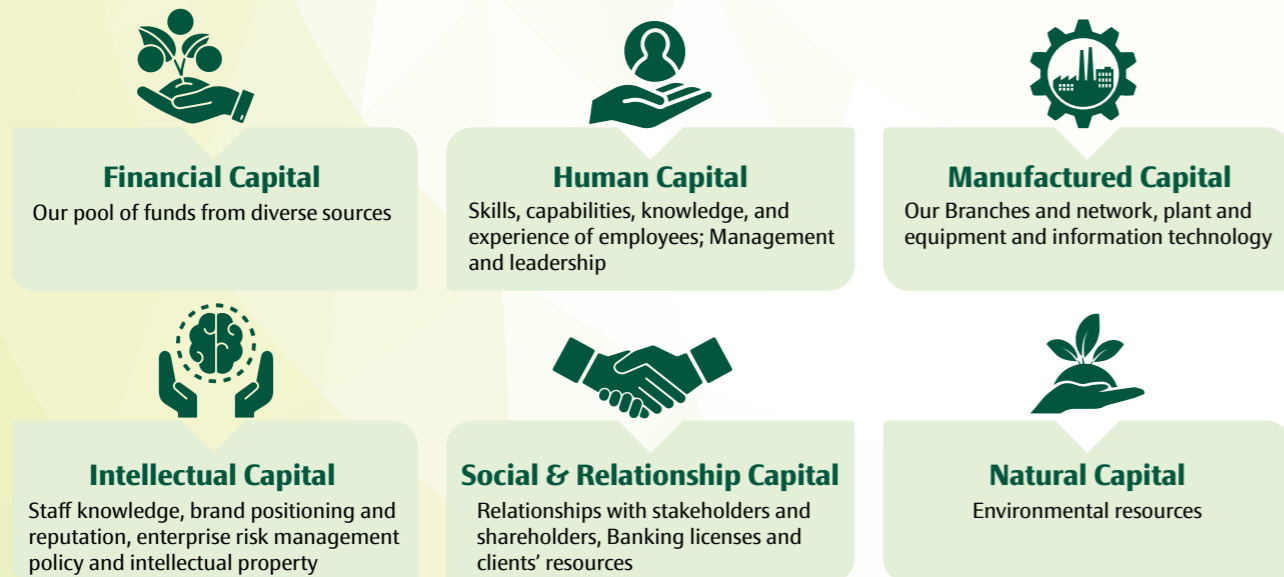 Financial Capital
Our pool of funds from diverse sources
Human Capital
Skills, capabilities, knowledge, and
experience of employees; Management
and leadership
Manufactured Capital
Our Branches and network, plant and
equipment and information technology
Intellectual Capital
Staff knowledge, brand positioning and
reputation, enterprise risk management
policy and intellectual property
Social & Relationship Capital
Relationships with stakeholders and
shareholders, Banking licenses and
clients’ resources
Natural Capital
Environmental resources